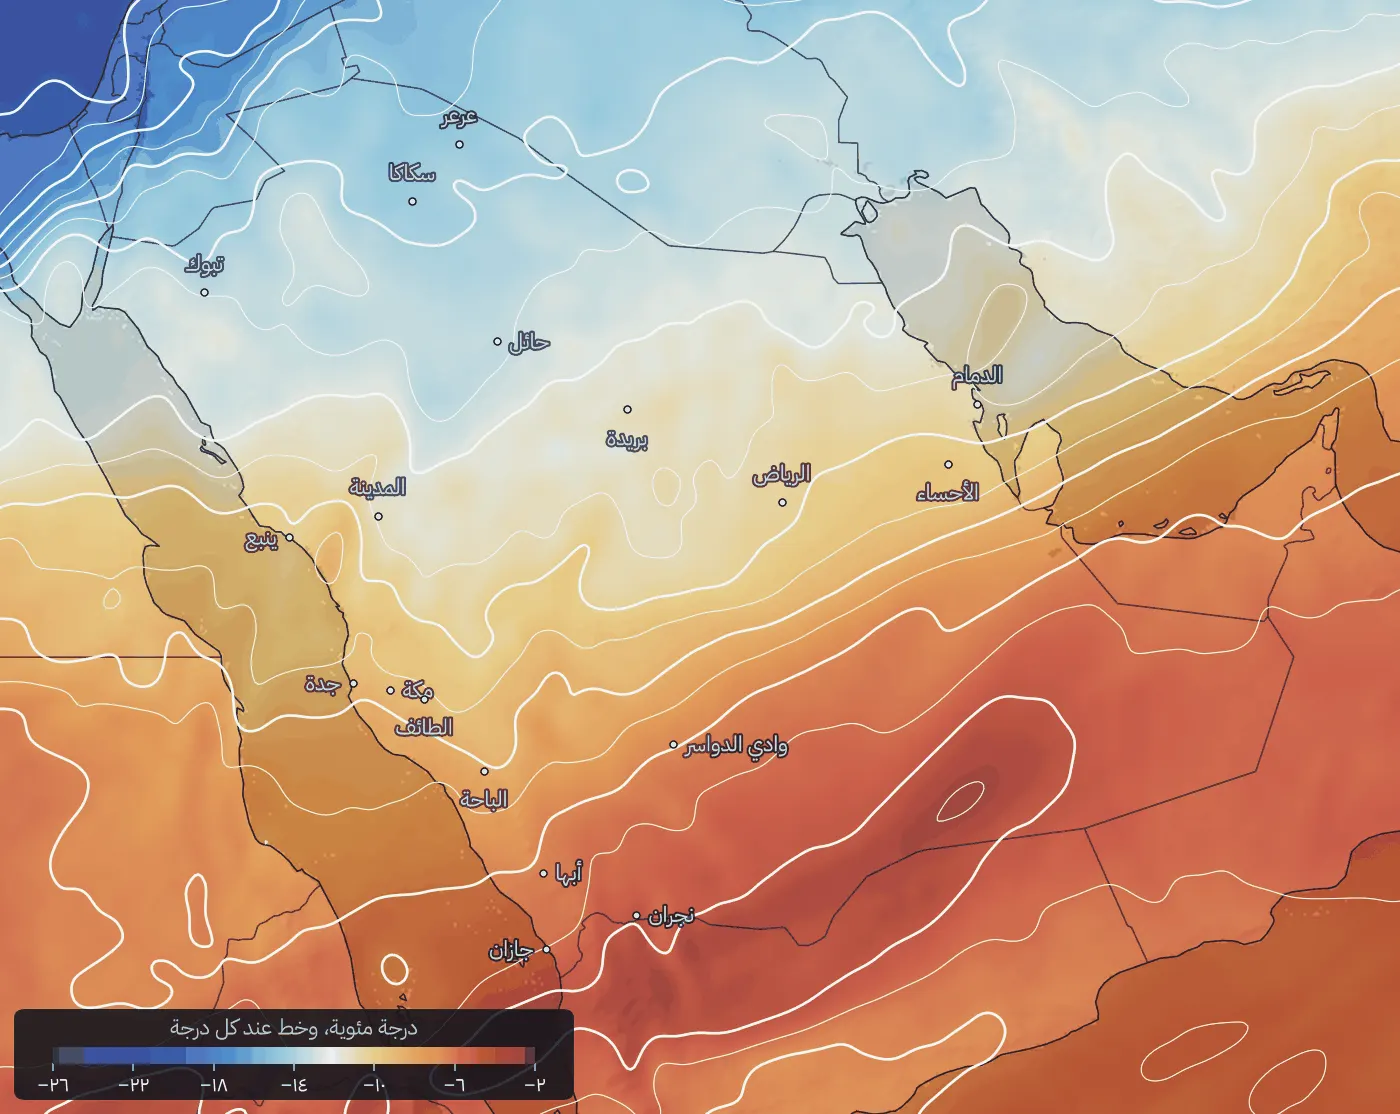 عرعر
سكاكا
تبوك
حائل
الدمام
بريدة
الرياض
المدينة
الأحساء
ينبع
جدة
مكة
الطائف
وادي الدواسر
الباحة
أبها
نجران
جازان
درجة مئوية، وخط عند كل درجة
−٢٦ −٢٢ −١٨ −١٤ −١٠ −٦ −٢